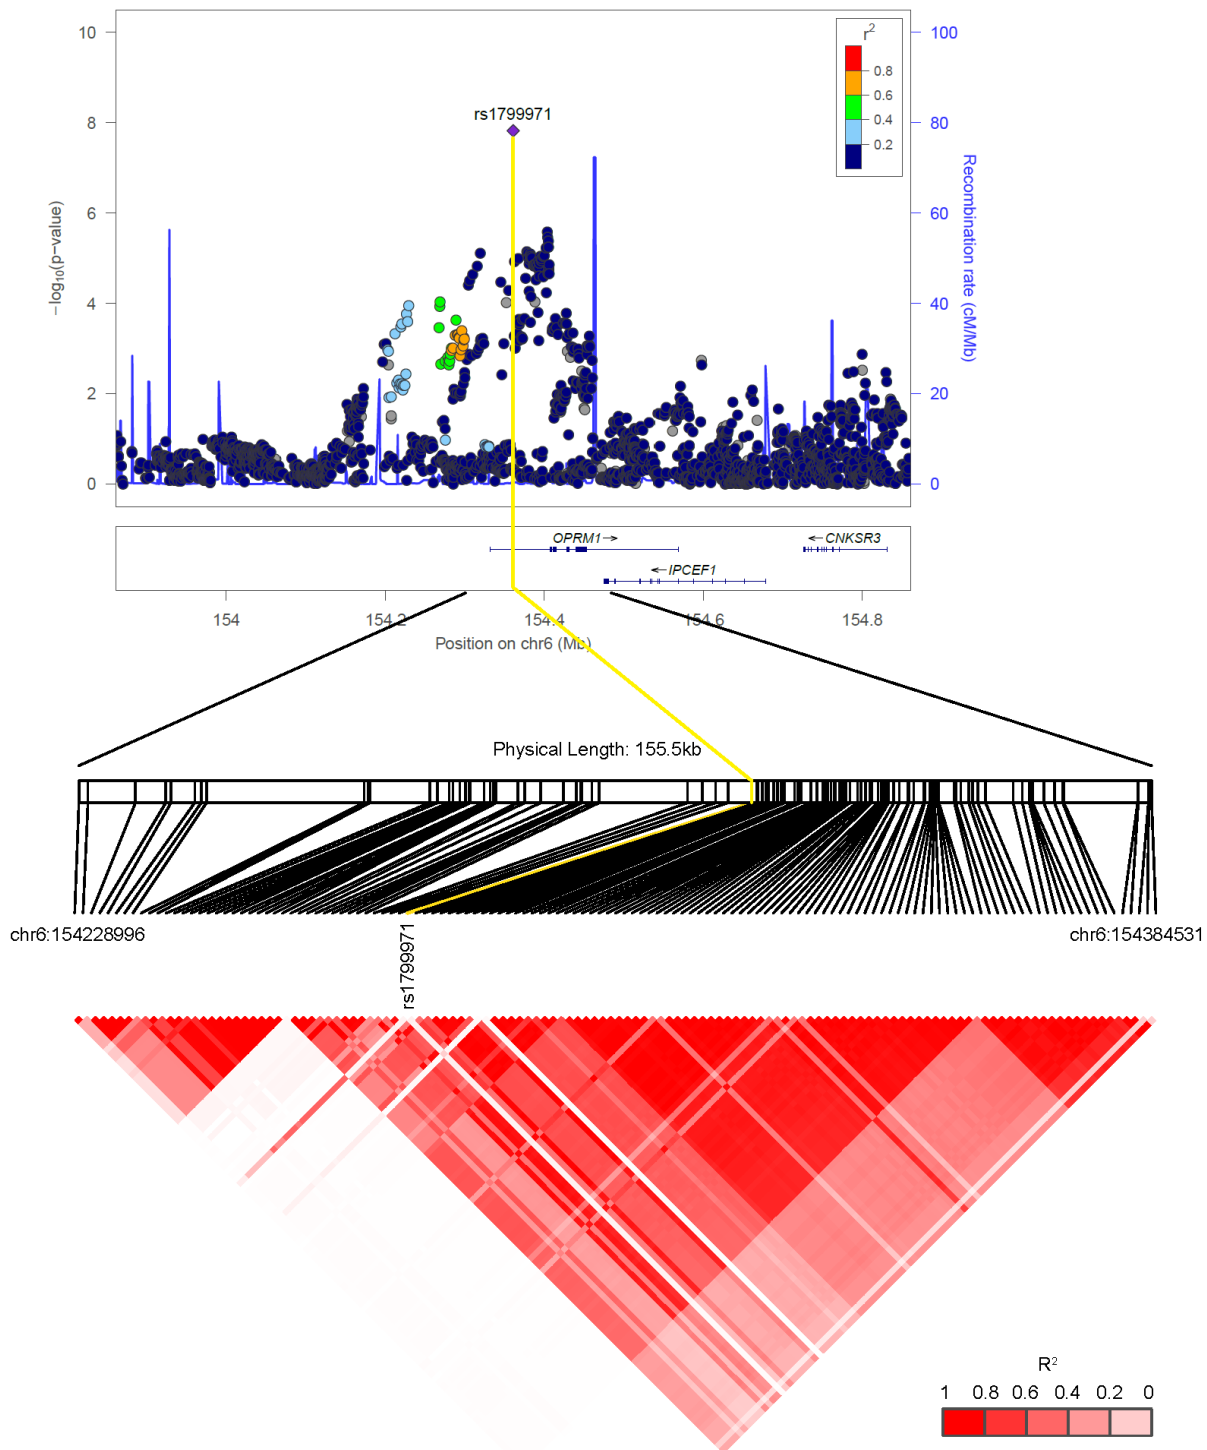 10
8
6
4
2
0
−log10(p−value)
rs1799971
r2
0.8
0.6
0.4
0.2
100
80
60
40
20
0
Recombination rate (cM/Mb)
OPRM1→
←CNKSR3
←IPCEF1
154
154.2
154.4
154.6
154.8
Position on chr6 (Mb)
Physical Length: 155.5kb
chr6:154228996
chr6:154384531
rs1799971
R2
1 0.8 0.6 0.4 0.2 0